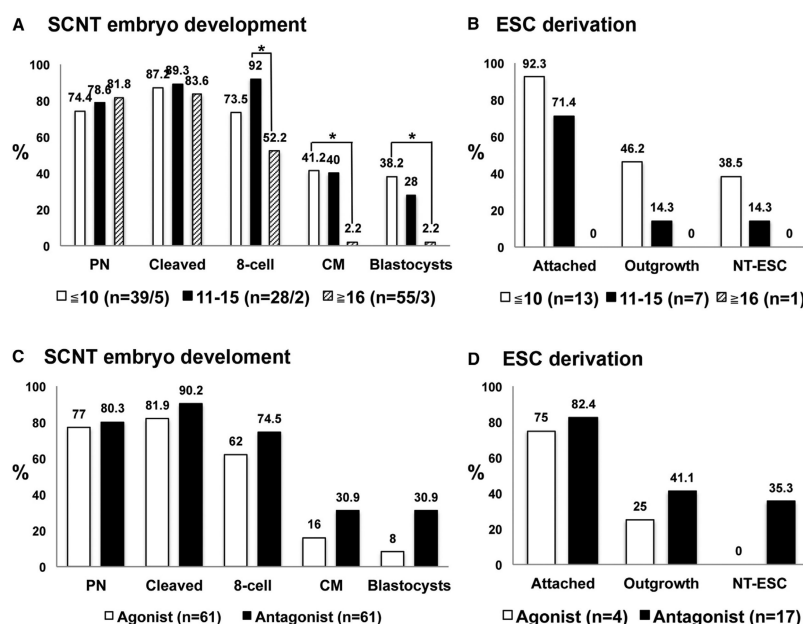 A SCNT embryo development
100
80
60
40
20
0
%
74.4 78.6 81.8
87.2 89.3 83.6
73.5 92 52.2
*
41.2 40 2.2
*
38.2 28 2.2
*
PN Cleaved 8-cell CM Blastocysts
≦10 (n=39/5) 11-15 (n=28/2) ≧16 (n=55/3)
B ESC derivation
100
80
60
40
20
0
%
92.3 71.4 0
46.2 14.3 0
38.5 14.3 0
Attached Outgrowth NT-ESC
≦10 (n=13) 11-15 (n=7) ≧16 (n=1)
C SCNT embryo develoment
100
80
60
40
20
0
%
77 80.3
81.9 90.2
62 74.5
16 30.9
8 30.9
PN Cleaved 8-cell CM Blastocysts
Agonist (n=61) Antagonist (n=61)
D ESC derivation
100
80
60
40
20
0
%
75 82.4
25 41.1
0 35.3
Attached Outgrowth NT-ESC
Agonist (n=4) Antagonist (n=17)